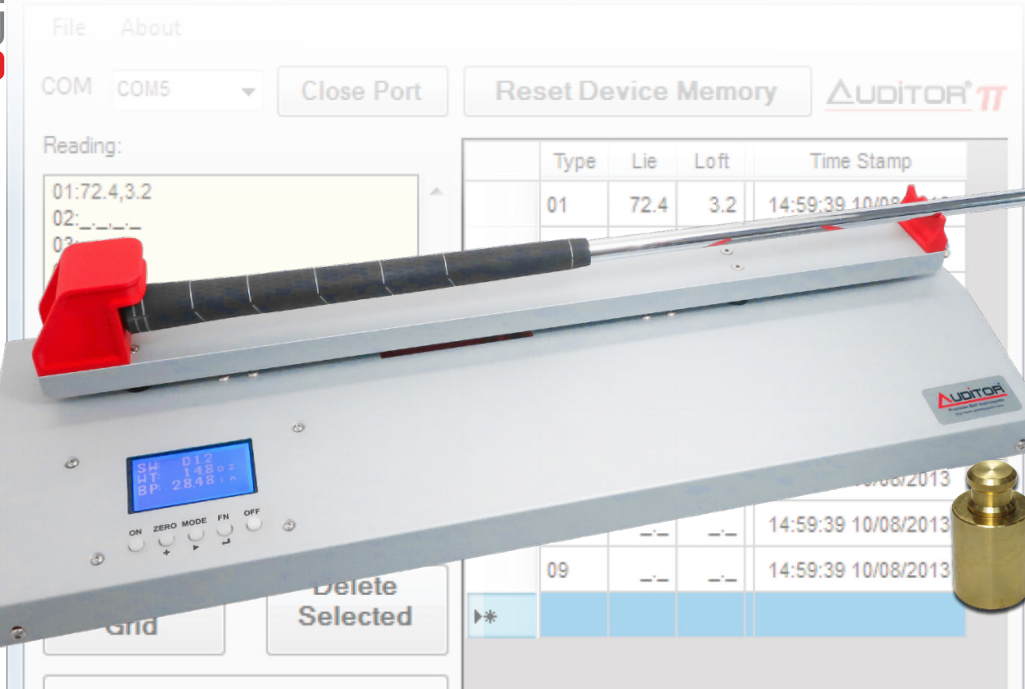 File About
COM COM5 Close Port Reset Device Memory AUDITOR® π
Reading:
01:72.4,3.2
02:_._,_._
Type Lie Loft Time Stamp
01 72.4 3.2 14:59:39 10/08
AUDITOR
SW: D12
WT: 148oz
BP: 28.48in
ON ZERO MODE FN OFF
+
_._ _._ 14:59:39 10/08/2013
09 _._ _._ 14:59:39 10/08/2013
Delete
Selected
Grid